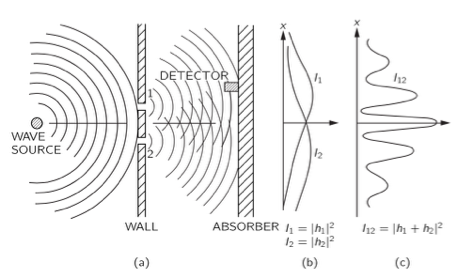 x
x
DETECTOR
I₁
I₁₂
1
WAVE
SOURCE
I₂
2
WALL
ABSORBER
I₁ = |h₁|²
I₂ = |h₂|²
I₁₂ = |h₁ + h₂|²
(a)
(b)
(c)